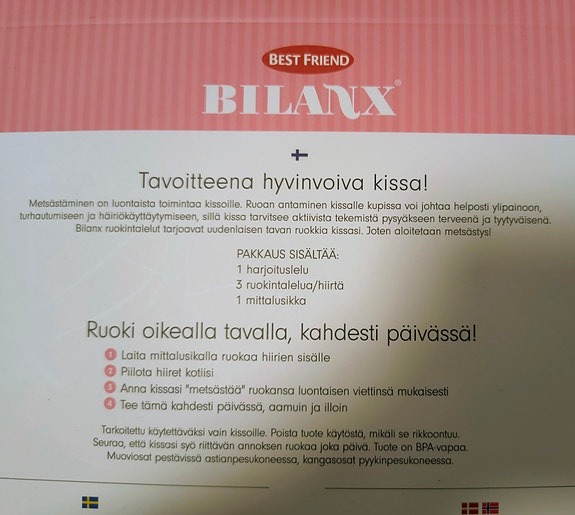 BEST FRIEND
BILANX®
Tavoitteena hyvinvoiva kissa!
Metsästäminen on luontaista toimintaa kissoille. Ruoan antaminen kissalle kupissa voi johtaa helposti ylipainoon,
turhautumiseen ja häiriökäyttäytymiseen, sillä kissa tarvitsee aktiivista tekemistä pysyäkseen terveenä ja tyytyväisenä.
Bilanx ruokintalelut tarjoavat uudenlaisen tavan ruokkia kissasi. Joten aloitetaan metsästys!
PAKKAUS SISÄLTÄÄ:
1 harjoituslelu
3 ruokintalelua/hiirtä
1 mittalusikka
Ruoki oikealla tavalla, kahdesti päivässä!
1 Laita mittalusikalla ruokaa hiirien sisälle
2 Piilota hiiret kotiisi
3 Anna kissasi "metsästää" ruokansa luontaisen viettinsä mukaisesti
4 Tee tämä kahdesti päivässä, aamuin ja illoin
Tarkoitettu käytettäväksi vain kissoille. Poista tuote käytöstä, mikäli se rikkoontuu.
Seuraa, että kissasi syö riittävän annoksen ruokaa joka päivä. Tuote on BPA-vapaa.
Muoviosat pestävissä astianpesukoneessa, kangasosat pyykinpesukoneessa.